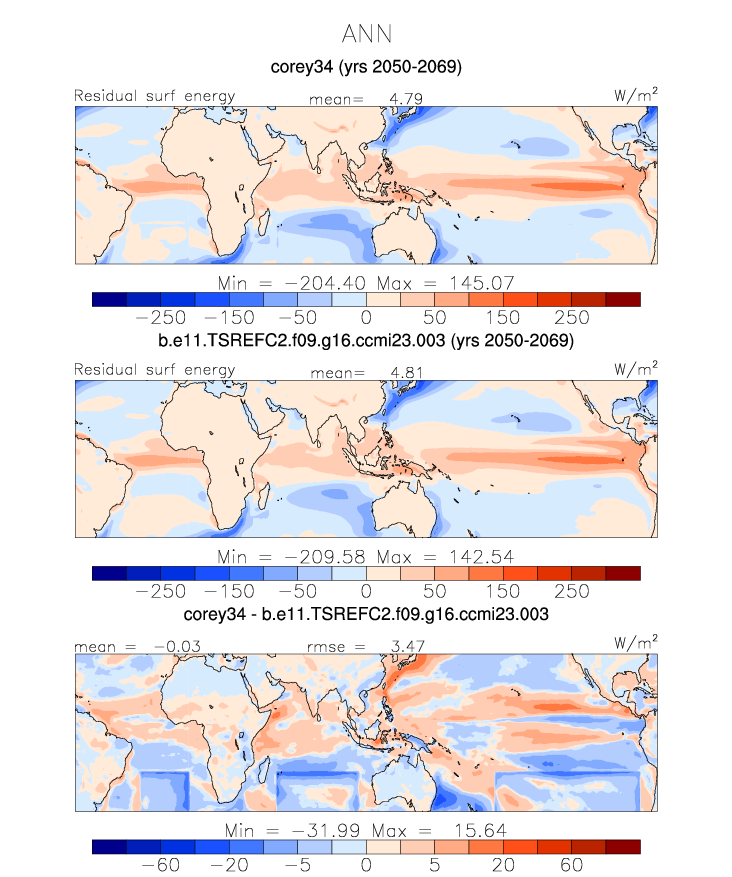 ANN
corey34 (yrs 2050-2069)
Residual surf energy mean= 4.79 W/m²
Min = −204.40 Max = 145.07
−250 −150 −50 0 50 150 250
b.e11.TSREFC2.f09.g16.ccmi23.003 (yrs 2050-2069)
Residual surf energy mean= 4.81 W/m²
Min = −209.58 Max = 142.54
−250 −150 −50 0 50 150 250
corey34 - b.e11.TSREFC2.f09.g16.ccmi23.003
mean = −0.03 rmse = 3.47 W/m²
Min = −31.99 Max = 15.64
−60 −20 −5 0 5 20 60